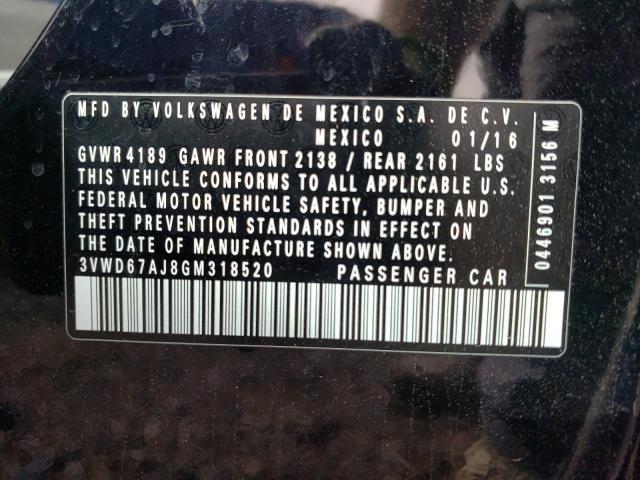 MFD BY VOLKSWAGEN DE MEXICO S.A. DE C.V.
MEXICO 01/16
GVWR 4189 GAWR FRONT 2138 / REAR 2161 LBS
THIS VEHICLE CONFORMS TO ALL APPLICABLE U.S.
FEDERAL MOTOR VEHICLE SAFETY, BUMPER AND
THEFT PREVENTION STANDARDS IN EFFECT ON
THE DATE OF MANUFACTURE SHOWN ABOVE.
3VWD67AJ8GM318520 PASSENGER CAR
0446901 3156 M